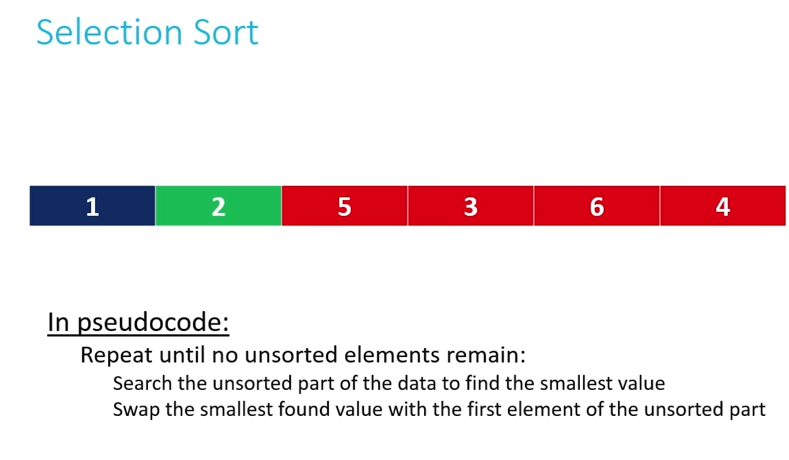 Selection Sort
1 2 5 3 6 4
In pseudocode:
Repeat until no unsorted elements remain:
Search the unsorted part of the data to find the smallest value
Swap the smallest found value with the first element of the unsorted part